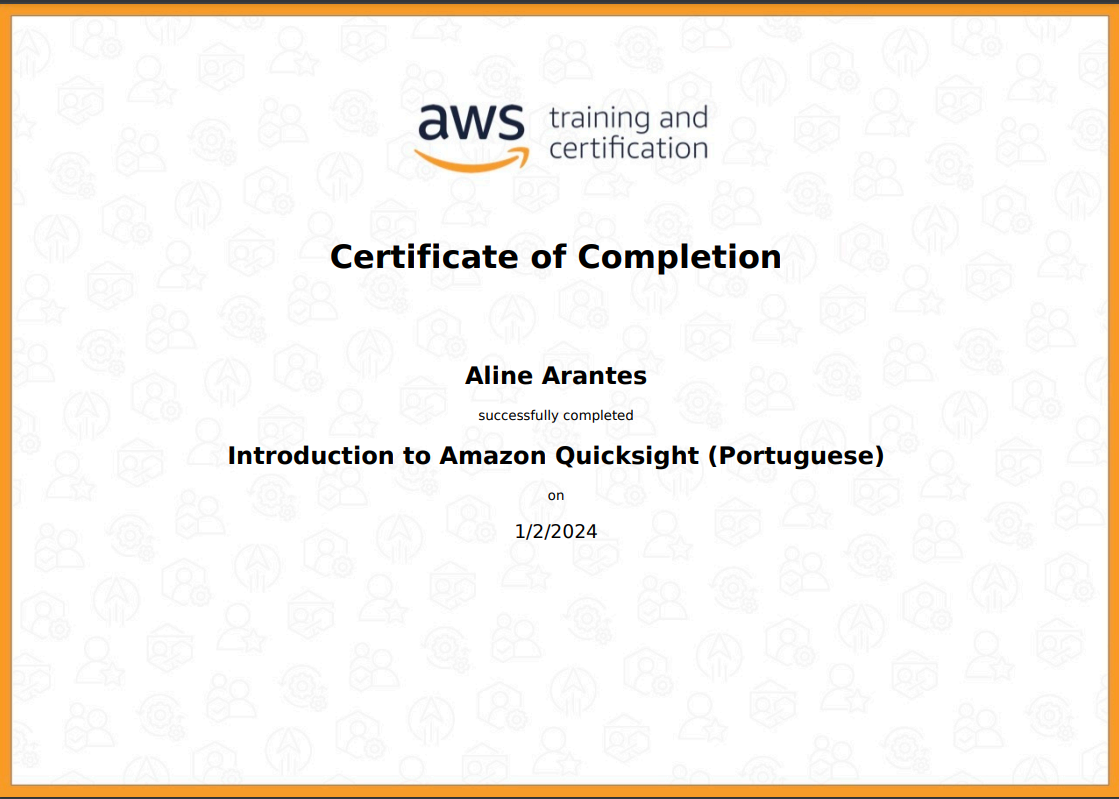 aws training and
certification
Certificate of Completion
Aline Arantes
successfully completed
Introduction to Amazon Quicksight (Portuguese)
on
1/2/2024